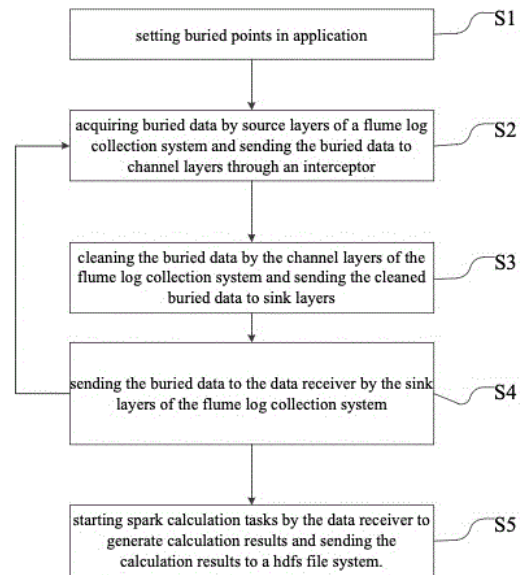 setting buried points in application
S1
acquiring buried data by source layers of a flume log
collection system and sending the buried data to
channel layers through an interceptor
S2
cleaning the buried data by the channel layers of the
flume log collection system and sending the cleaned
buried data to sink layers
S3
sending the buried data to the data receiver by the sink
layers of the flume log collection system
S4
starting spark calculation tasks by the data receiver to
generate calculation results and sending the
calculation results to a hdfs file system.
S5